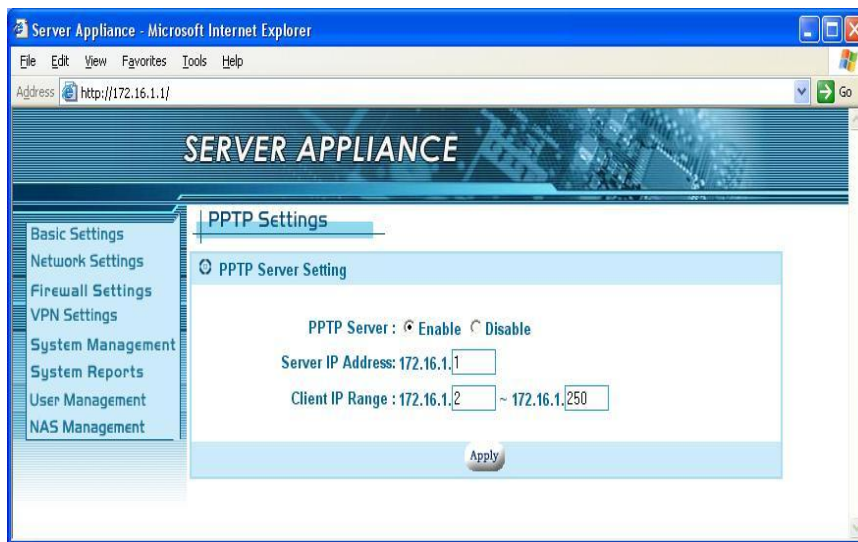 Server Appliance - Microsoft Internet Explorer
File Edit View Favorites Tools Help
Address http://172.16.1.1/ Go
SERVER APPLIANCE
PPTP Settings
Basic Settings
Network Settings
Firewall Settings
VPN Settings
System Management
System Reports
User Management
NAS Management
PPTP Server Setting
PPTP Server : Enable Disable
Server IP Address: 172.16.1.1
Client IP Range : 172.16.1.2 ~ 172.16.1.250
Apply